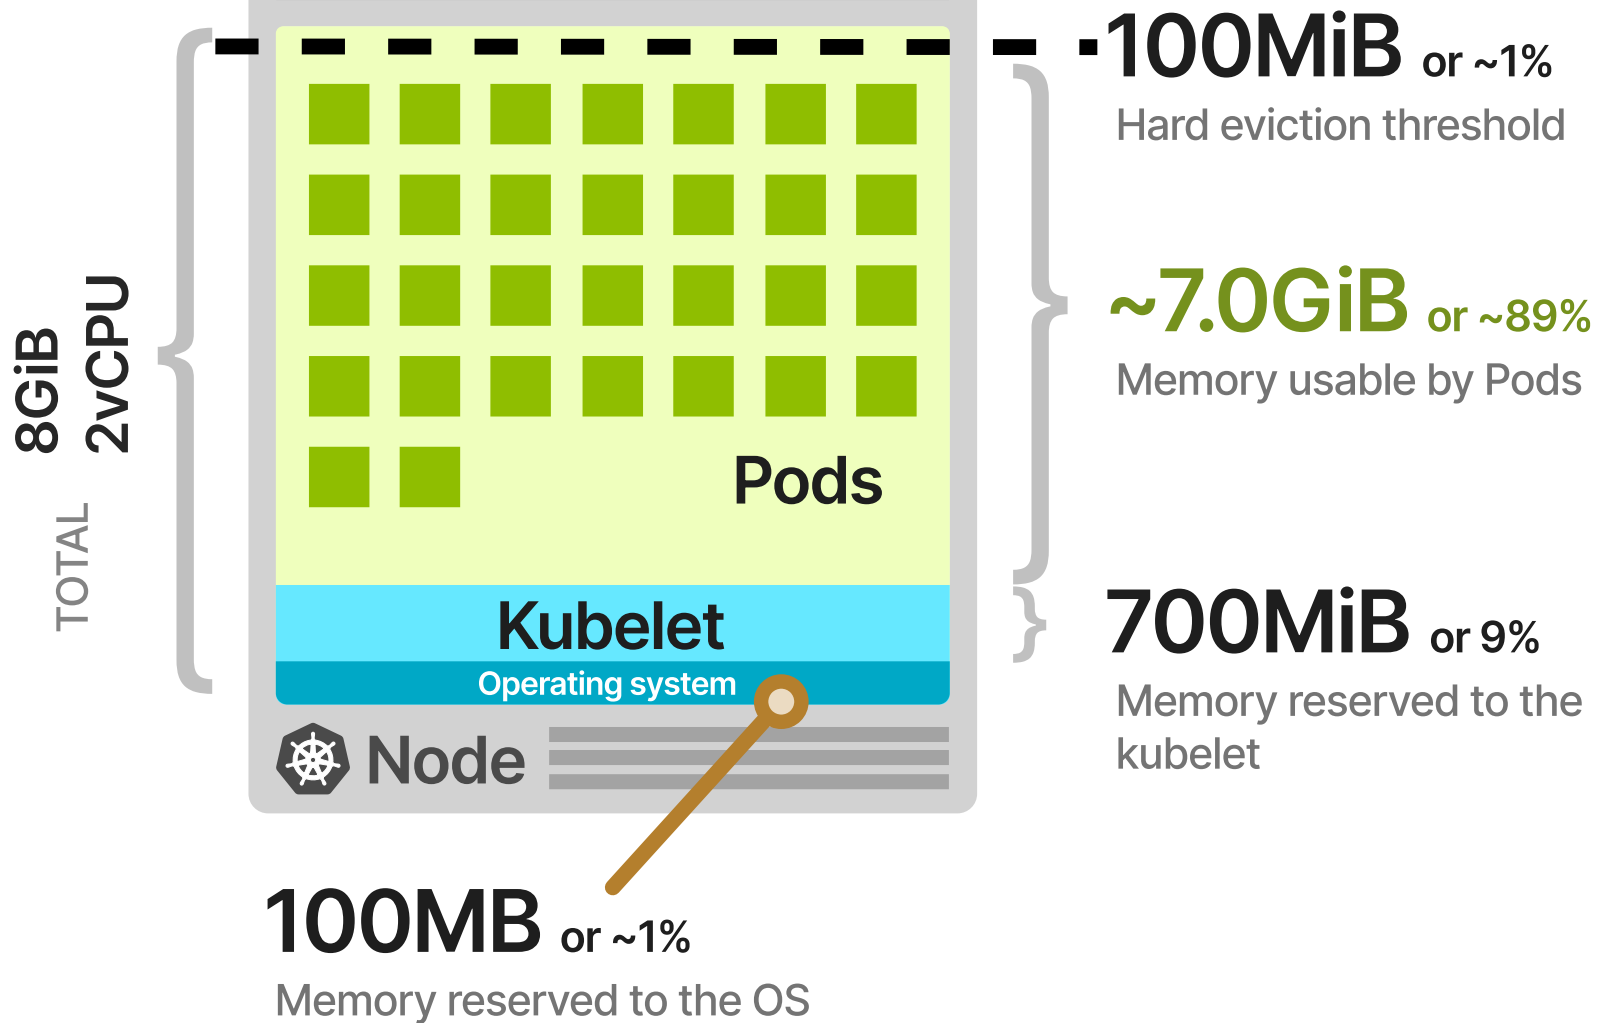 100MiB or ~1%
Hard eviction threshold
~7.0GiB or ~89%
Memory usable by Pods
8GiB
2vCPU
TOTAL
Pods
Kubelet
Operating system
700MiB or 9%
Memory reserved to the
kubelet
Node
100MB or ~1%
Memory reserved to the OS